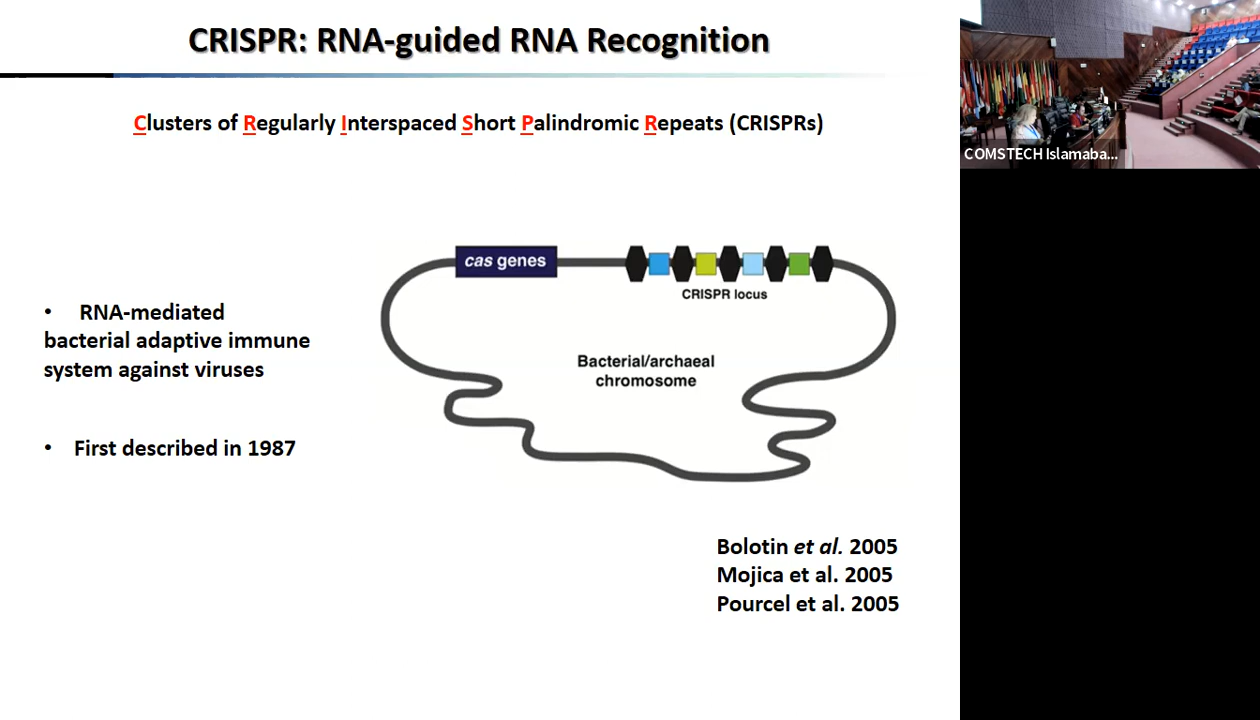 CRISPR: RNA-guided RNA Recognition
Clusters of Regularly Interspaced Short Palindromic Repeats (CRISPRs)
COMSTECH Islamaba...
cas genes
CRISPR locus
• RNA-mediated
bacterial adaptive immune
system against viruses
Bacterial/archaeal
chromosome
• First described in 1987
Bolotin et al. 2005
Mojica et al. 2005
Pourcel et al. 2005